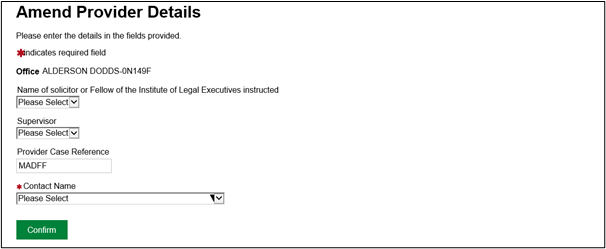 Amend Provider Details
Please enter the details in the fields provided.
*indicates required field
Office ALDERSON DODDS-0N149F
Name of solicitor or Fellow of the Institute of Legal Executives instructed
Please Select
Supervisor
Please Select
Provider Case Reference
MADFF
* Contact Name
Please Select
Confirm